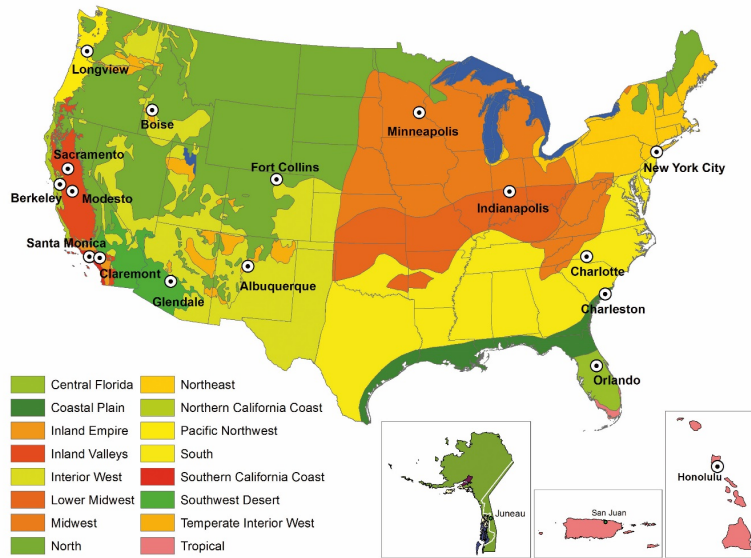 Longview
Boise
Minneapolis
Sacramento
Fort Collins
New York City
Berkeley
Modesto
Indianapolis
Santa Monica
Claremont
Charlotte
Albuquerque
Glendale
Charleston
Orlando
Central Florida
Coastal Plain
Inland Empire
Inland Valleys
Interior West
Lower Midwest
Midwest
North
Northeast
Northern California Coast
Pacific Northwest
South
Southern California Coast
Southwest Desert
Temperate Interior West
Tropical
Juneau
San Juan
Honolulu